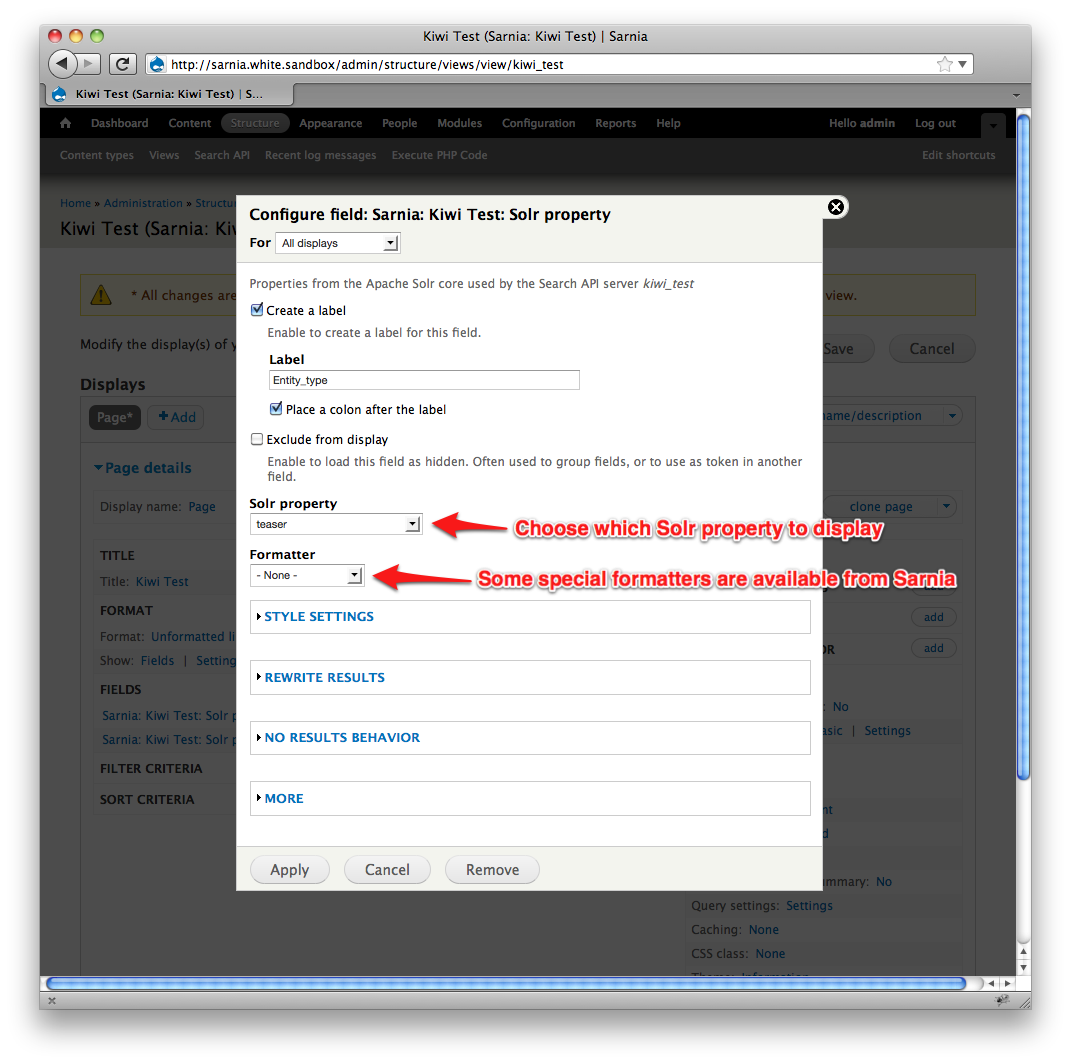 Kiwi Test (Sarnia: Kiwi Test) | Sarnia
http://sarnia.white.sandbox/admin/structure/views/view/kiwi_test
Kiwi Test (Sarnia: Kiwi Test) | S...
Dashboard Content Structure Appearance People Modules Configuration Reports Help Hello admin Log out
Content types Views Search API Recent log messages Execute PHP Code Edit shortcuts
Home » Administration » Structu
Kiwi Test (Sarnia: Kiw
* All changes are
view.
Modify the display(s) of y
Save Cancel
Displays
Page* + Add
name/description
Page details
Display name: Page
clone page
TITLE
Title: Kiwi Test
FORMAT
Format: Unformatted li
Show: Fields | Setting
FIELDS
Sarnia: Kiwi Test: Solr p
Sarnia: Kiwi Test: Solr p
FILTER CRITERIA
SORT CRITERIA
Configure field: Sarnia: Kiwi Test: Solr property
For All displays
Properties from the Apache Solr core used by the Search API server kiwi_test
Create a label
Enable to create a label for this field.
Label
Entity_type
Place a colon after the label
Exclude from display
Enable to load this field as hidden. Often used to group fields, or to use as token in another
field.
Solr property
teaser
Choose which Solr property to display
Formatter
- None -
Some special formatters are available from Sarnia
STYLE SETTINGS
REWRITE RESULTS
NO RESULTS BEHAVIOR
MORE
Apply Cancel Remove
add
OR add
: No
asic | Settings
nt
d
mmary: No
Query settings: Settings
Caching: None
CSS class: None